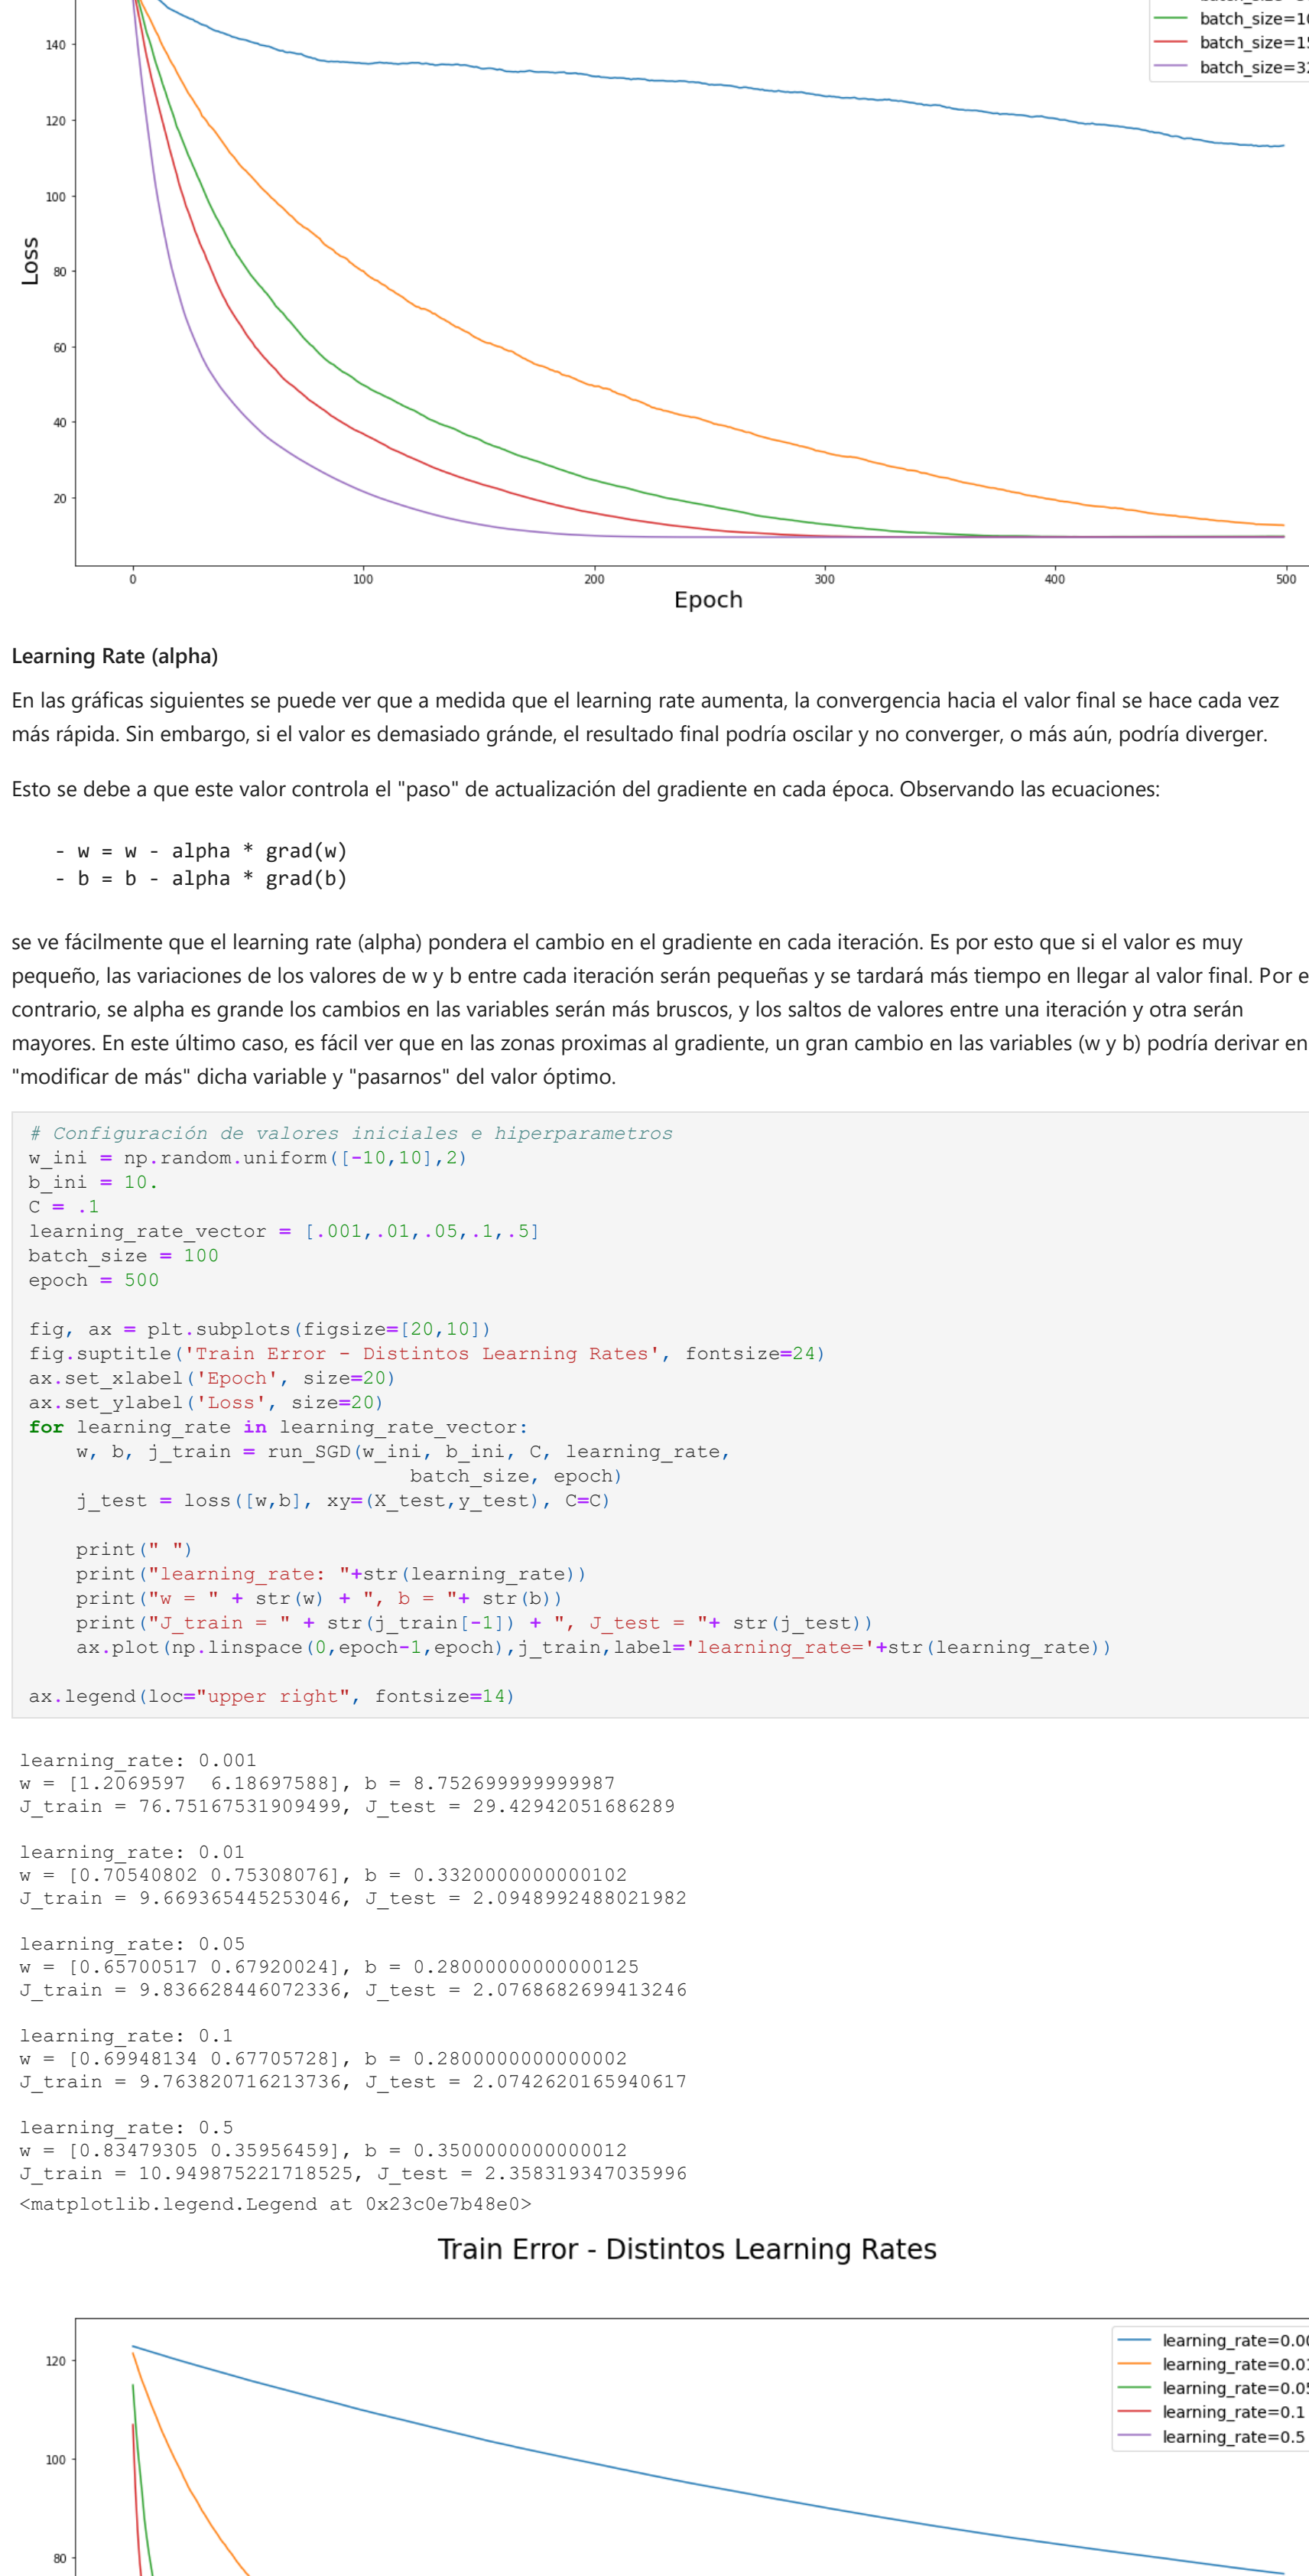 batch_size=10
batch_size=15
batch_size=32
140
120
100
80
60
40
20
Loss
0
100
200
300
400
500
Epoch
Learning Rate (alpha)
En las gráficas siguientes se puede ver que a medida que el learning rate aumenta, la convergencia hacia el valor final se hace cada vez
más rápida. Sin embargo, si el valor es demasiado gránde, el resultado final podría oscilar y no converger, o más aún, podría diverger.
Esto se debe a que este valor controla el "paso" de actualización del gradiente en cada época. Observando las ecuaciones:
- w = w - alpha * grad(w)
- b = b - alpha * grad(b)
se ve fácilmente que el learning rate (alpha) pondera el cambio en el gradiente en cada iteración. Es por esto que si el valor es muy
pequeño, las variaciones de los valores de w y b entre cada iteración serán pequeñas y se tardará más tiempo en llegar al valor final. Por e
contrario, se alpha es grande los cambios en las variables serán más bruscos, y los saltos de valores entre una iteración y otra serán
mayores. En este último caso, es fácil ver que en las zonas proximas al gradiente, un gran cambio en las variables (w y b) podría derivar en
"modificar de más" dicha variable y "pasarnos" del valor óptimo.
# Configuración de valores iniciales e hiperparametros
w_ini = np.random.uniform([-10,10],2)
b_ini = 10.
C = .1
learning_rate_vector = [.001,.01,.05,.1,.5]
batch_size = 100
epoch = 500
fig, ax = plt.subplots(figsize=[20,10])
fig.suptitle('Train Error - Distintos Learning Rates', fontsize=24)
ax.set_xlabel('Epoch', size=20)
ax.set_ylabel('Loss', size=20)
for learning_rate in learning_rate_vector:
    w, b, j_train = run_SGD(w_ini, b_ini, C, learning_rate,
                                batch_size, epoch)
    j_test = loss([w,b], xy=(X_test,y_test), C=C)
    print(" ")
    print("learning_rate: "+str(learning_rate))
    print("w = " + str(w) + ", b = "+ str(b))
    print("J_train = " + str(j_train[-1]) + ", J_test = "+ str(j_test))
    ax.plot(np.linspace(0,epoch-1,epoch),j_train,label='learning_rate='+str(learning_rate))
ax.legend(loc="upper right", fontsize=14)
learning_rate: 0.001
w = [1.2069597  6.18697588], b = 8.752699999999987
J_train = 76.75167531909499, J_test = 29.42942051686289
learning_rate: 0.01
w = [0.70540802 0.75308076], b = 0.3320000000000102
J_train = 9.669365445253046, J_test = 2.0948992488021982
learning_rate: 0.05
w = [0.65700517 0.67920024], b = 0.28000000000000125
J_train = 9.836628446072336, J_test = 2.0768682699413246
learning_rate: 0.1
w = [0.69948134 0.67705728], b = 0.2800000000000002
J_train = 9.763820716213736, J_test = 2.0742620165940617
learning_rate: 0.5
w = [0.83479305 0.35956459], b = 0.3500000000000012
J_train = 10.949875221718525, J_test = 2.358319347035996
<matplotlib.legend.Legend at 0x23c0e7b48e0>
Train Error - Distintos Learning Rates
120
100
80
learning_rate=0.00
learning_rate=0.01
learning_rate=0.05
learning_rate=0.1
learning_rate=0.5